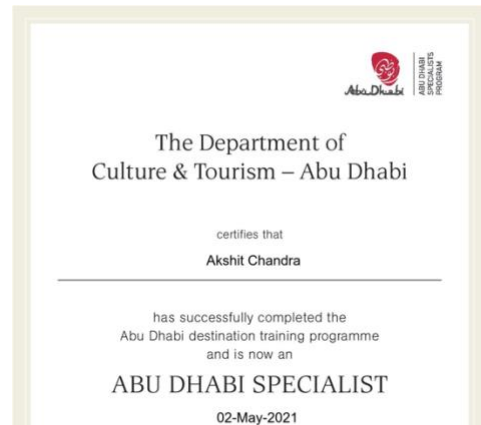 Abu Dhabi
ABU DHABI
SPECIALISTS
PROGRAM
The Department of
Culture & Tourism – Abu Dhabi
certifies that
Akshit Chandra
has successfully completed the
Abu Dhabi destination training programme
and is now an
ABU DHABI SPECIALIST
02-May-2021